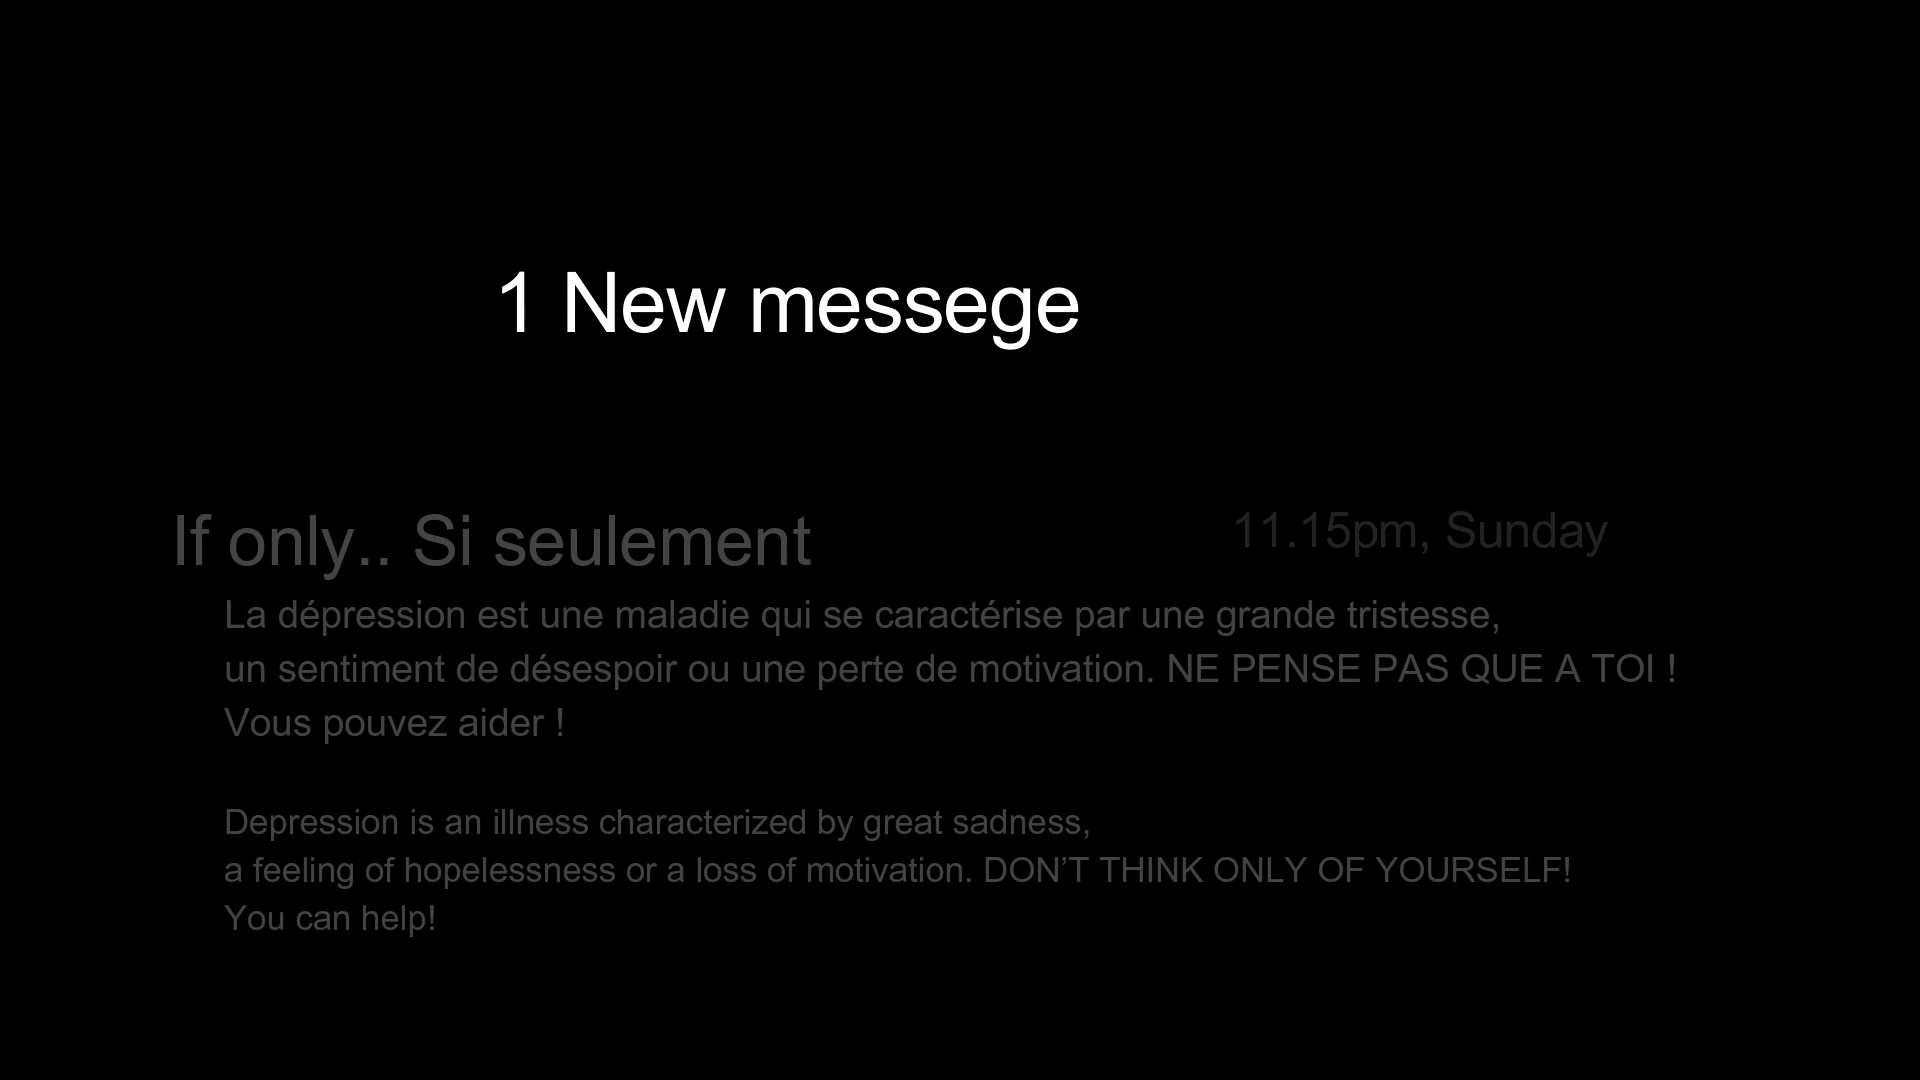 1 New messege
If only.. Si seulement
11.15pm, Sunday
La dépression est une maladie qui se caractérise par une grande tristesse,
un sentiment de désespoir ou une perte de motivation. NE PENSE PAS QUE A TOI !
Vous pouvez aider !
Depression is an illness characterized by great sadness,
a feeling of hopelessness or a loss of motivation. DON’T THINK ONLY OF YOURSELF!
You can help!